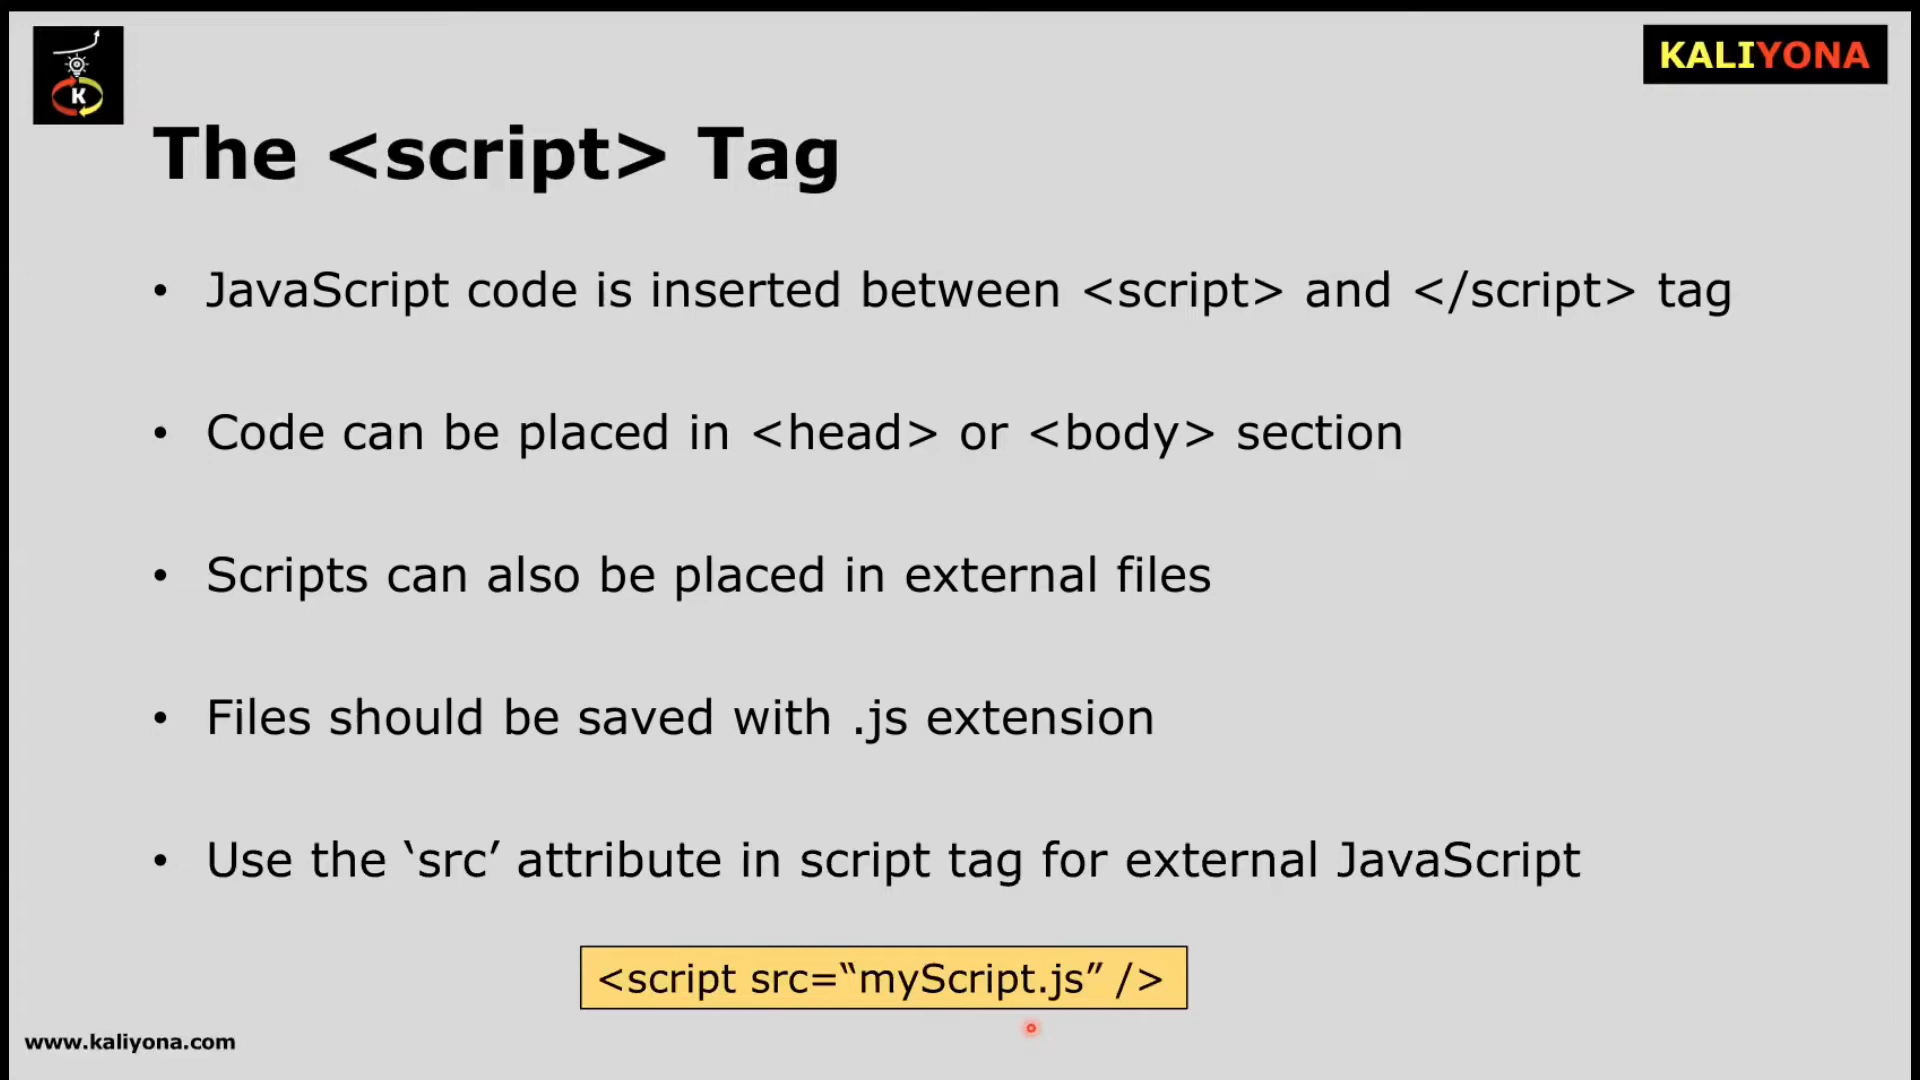 K
KALIYONA
The <script> Tag
• JavaScript code is inserted between <script> and </script> tag
• Code can be placed in <head> or <body> section
• Scripts can also be placed in external files
• Files should be saved with .js extension
• Use the ‘src’ attribute in script tag for external JavaScript
<script src=“myScript.js” />
www.kaliyona.com